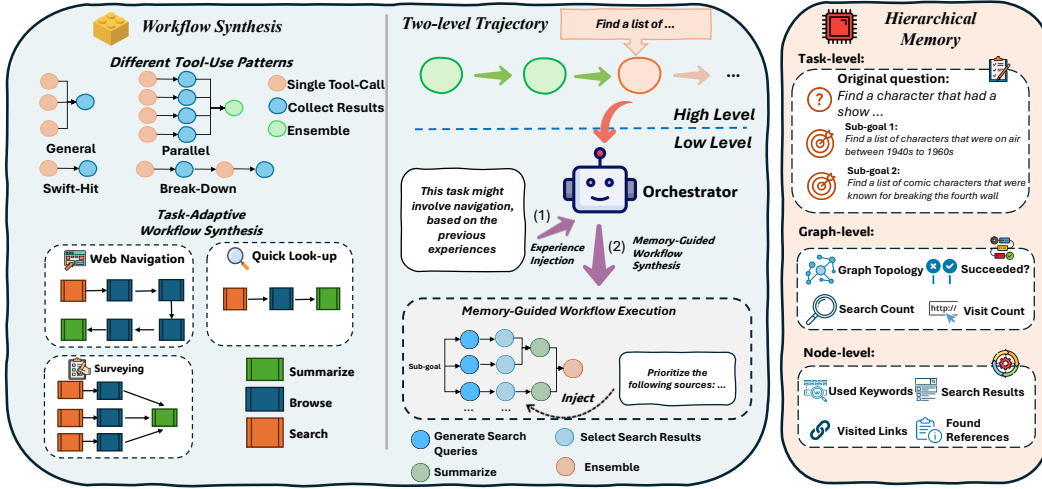 Workflow Synthesis
Different Tool-Use Patterns
General
Parallel
Swift-Hit
Break-Down
Single Tool-Call
Collect Results
Ensemble
Task-Adaptive
Workflow Synthesis
Web Navigation
Quick Look-up
Surveying
Summarize
Browse
Search
Two-level Trajectory
Find a list of ...
...
High Level
Low Level
Orchestrator
This task might
involve navigation,
based on the
previous
experiences
(1)
Experience
Injection
(2)
Memory-Guided
Workflow
Synthesis
Memory-Guided Workflow Execution
Sub-goal
... ...
Inject
Prioritize the
following sources: ...
Generate Search
Queries
Select Search Results
Summarize
Ensemble
Hierarchical
Memory
Task-level:
Original question:
?
Find a character that had a
show ...
Sub-goal 1:
Find a list of characters that were on air
between 1940s to 1960s
Sub-goal 2:
Find a list of comic characters that were
known for breaking the fourth wall
Graph-level:
Graph Topology
Succeeded?
Search Count
http://
Visit Count
Node-level:
W
Used Keywords
Search Results
Visited Links
Found
References